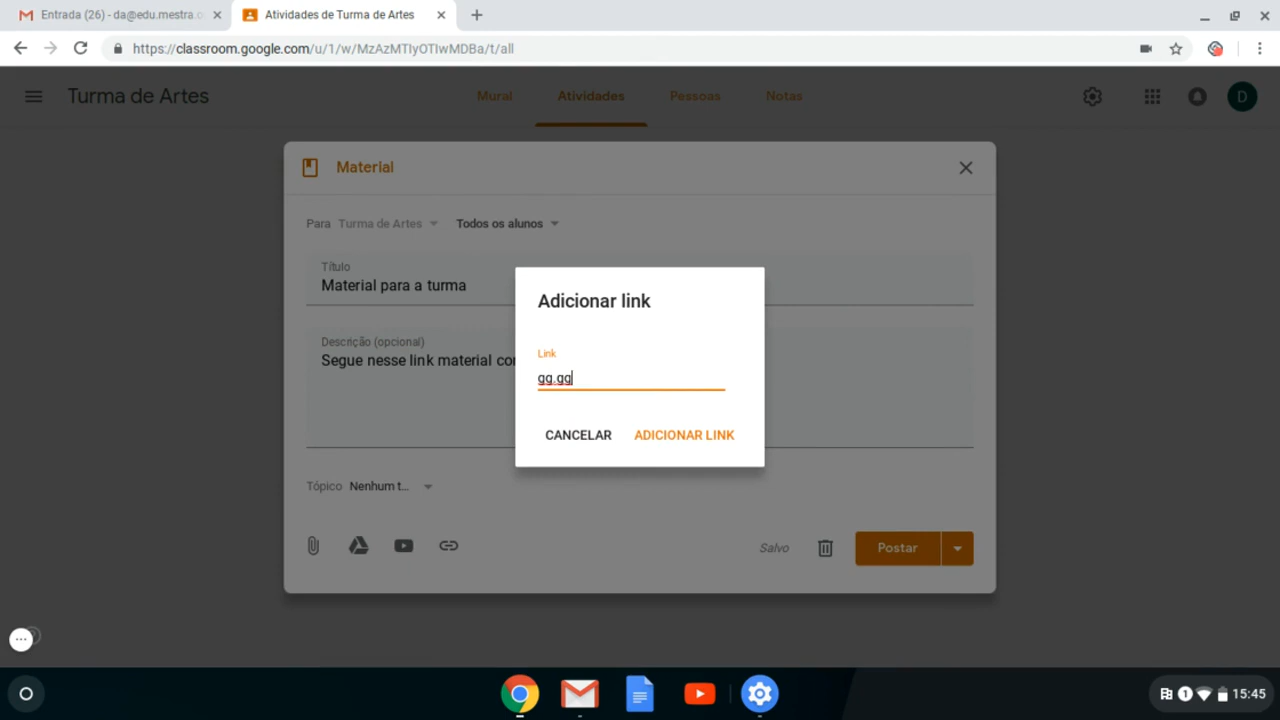 Entrada (26) - da@edu.mestra.c
Atividades de Turma de Artes
https://classroom.google.com/u/1/w/MzAzMTIyOTIwMDBa/t/all
Turma de Artes
Mural
Atividades
Pessoas
Notas
D
Material
Para Turma de Artes
Todos os alunos
Título
Material para a turma
Descrição (opcional)
Segue nesse link material
Adicionar link
Link
gg.gg
CANCELAR
ADICIONAR LINK
Tópico Nenhum t...
Salvo
Postar
1
15:45